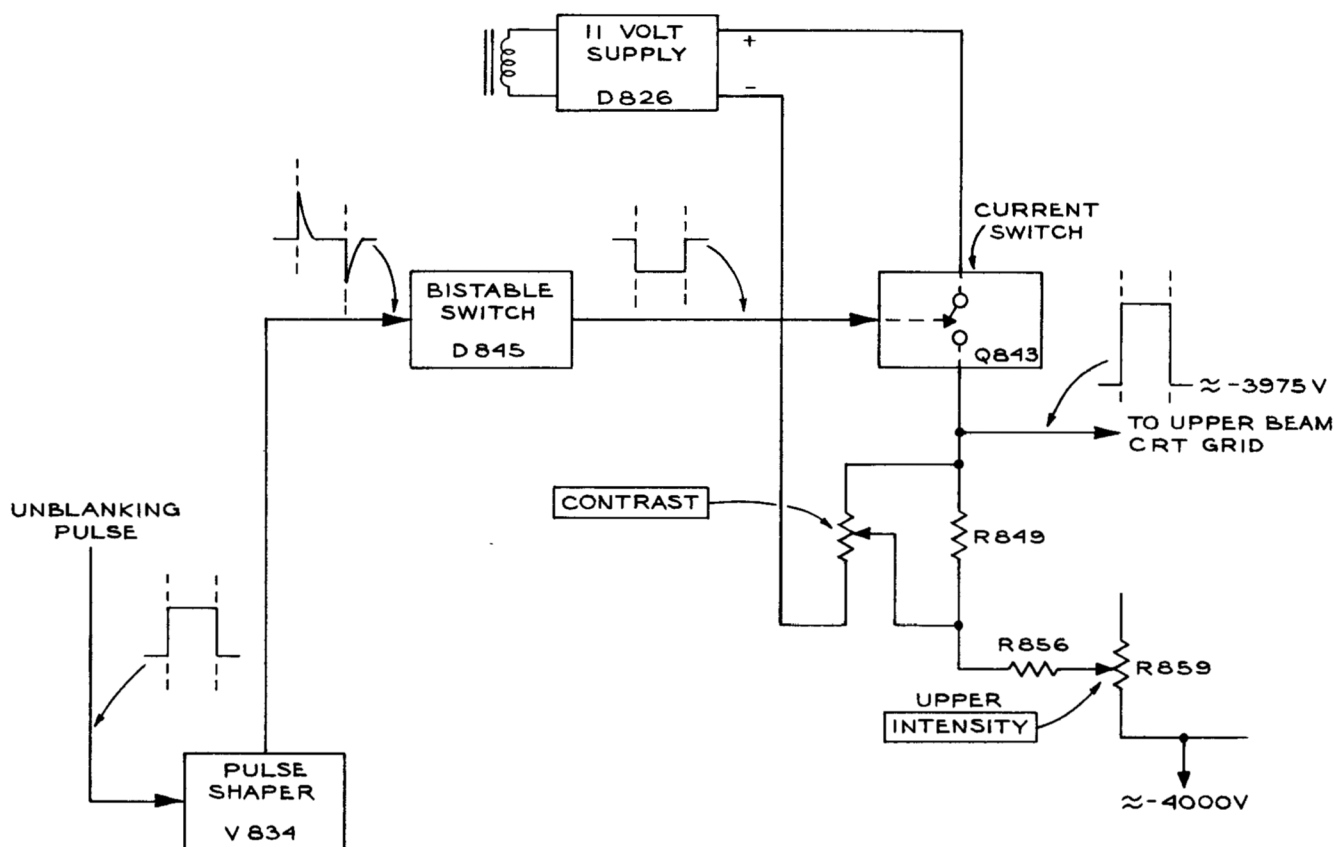 11 VOLT
SUPPLY
D826
+
−
CURRENT
SWITCH
BISTABLE
SWITCH
D845
Q843
≈ -3975V
TO UPPER BEAM
CRT GRID
CONTRAST
R849
UNBLANKING
PULSE
R856
R859
UPPER
INTENSITY
PULSE
SHAPER
V834
≈-4000V